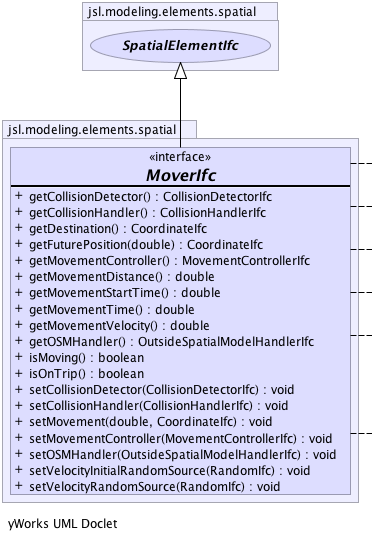 jsl.modeling.elements.spatial
SpatialElementIfc
jsl.modeling.elements.spatial
«interface»
MoverIfc
+ getCollisionDetector() : CollisionDetectorIfc
+ getCollisionHandler() : CollisionHandlerIfc
+ getDestination() : CoordinateIfc
+ getFuturePosition(double) : CoordinateIfc
+ getMovementController() : MovementControllerIfc
+ getMovementDistance() : double
+ getMovementStartTime() : double
+ getMovementTime() : double
+ getMovementVelocity() : double
+ getOSMHandler() : OutsideSpatialModelHandlerIfc
+ isMoving() : boolean
+ isOnTrip() : boolean
+ setCollisionDetector(CollisionDetectorIfc) : void
+ setCollisionHandler(CollisionHandlerIfc) : void
+ setMovement(double, CoordinateIfc) : void
+ setMovementController(MovementControllerIfc) : void
+ setOSMHandler(OutsideSpatialModelHandlerIfc) : void
+ setVelocityInitialRandomSource(RandomIfc) : void
+ setVelocityRandomSource(RandomIfc) : void
yWorks UML Doclet